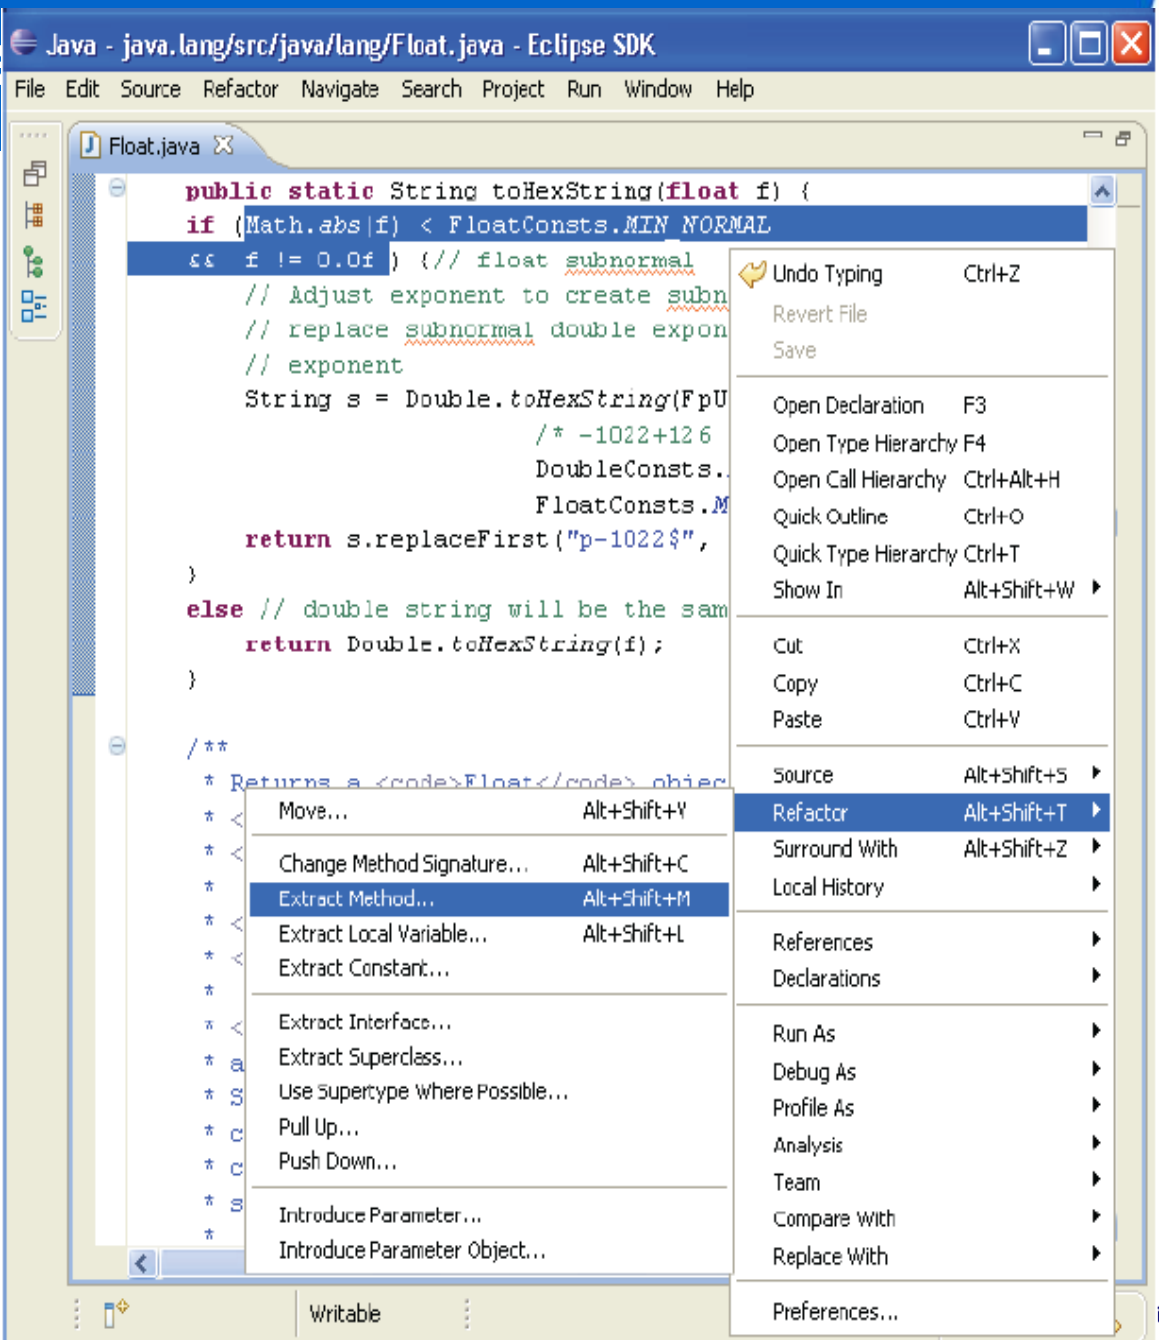 Java - java.lang/src/java/lang/Float.java - Eclipse SDK
File Edit Source Refactor Navigate Search Project Run Window Help
Float.java
public static String toHexString(float f) {
if (Math.abs(f) < FloatConsts.MIN_NORMAL
&& f != 0.0f ) {// float subnormal
// Adjust exponent to create subn
// replace subnormal double expon
// exponent
String s = Double.toHexString(FpU
/* -1022+126
DoubleConsts.
FloatConsts.M
return s.replaceFirst("p-1022$",
}
else // double string will be the sam
return Double.toHexString(f);
}
/**
* Returns a <code>Float</code> objec
* <
* <
*
* <
* <
*
* <
* a
* S
* c
* c
* s
*
Undo Typing Ctrl+Z
Revert File
Save
Open Declaration F3
Open Type Hierarchy F4
Open Call Hierarchy Ctrl+Alt+H
Quick Outline Ctrl+O
Quick Type Hierarchy Ctrl+T
Show In Alt+Shift+W
Cut Ctrl+X
Copy Ctrl+C
Paste Ctrl+V
Source Alt+Shift+S
Refactor Alt+Shift+T
Surround With Alt+Shift+Z
Local History
References
Declarations
Run As
Debug As
Profile As
Analysis
Team
Compare With
Replace With
Preferences...
Move... Alt+Shift+V
Change Method Signature... Alt+Shift+C
Extract Method... Alt+Shift+M
Extract Local Variable... Alt+Shift+L
Extract Constant...
Extract Interface...
Extract Superclass...
Use Supertype Where Possible...
Pull Up...
Push Down...
Introduce Parameter...
Introduce Parameter Object...
Writable